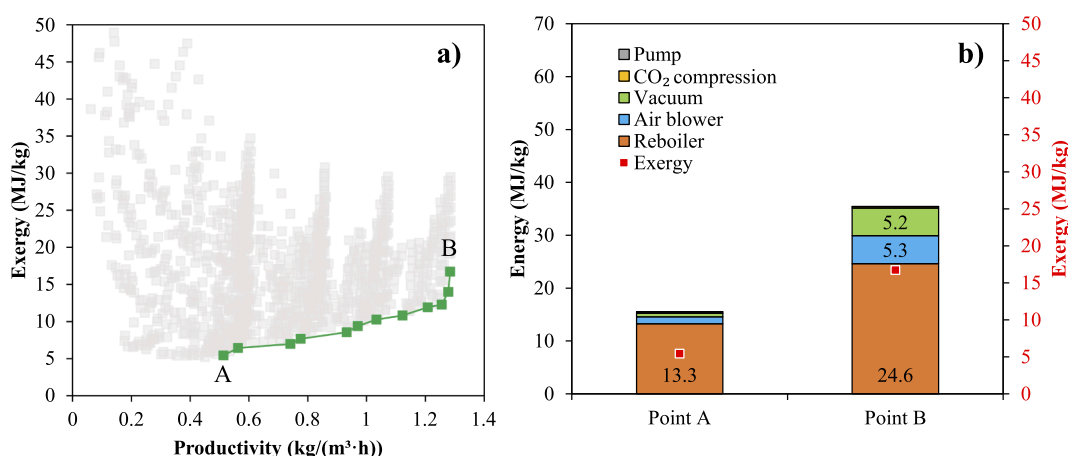 a)
50
45
40
35
30
25
20
15
10
5
0
Exergy (MJ/kg)
B
A
0
0.2
0.4
0.6
0.8
1
1.2
1.4
Productivity (kg/(m³·h))
b)
70
60
50
40
30
20
10
0
Energy (MJ/kg)
Pump
CO₂ compression
Vacuum
Air blower
Reboiler
Exergy
13.3
5.2
5.3
24.6
Point A
Point B
50
45
40
35
30
25
20
15
10
5
0
Exergy (MJ/kg)